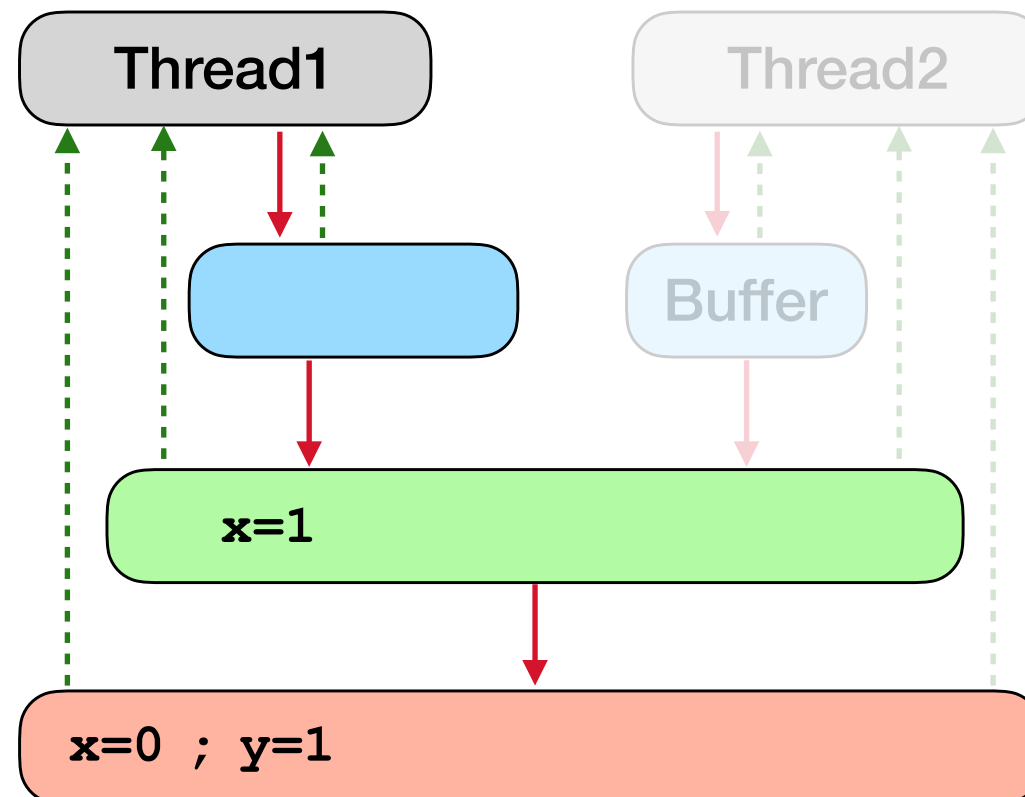 Thread1 Thread2
Buffer
x=1
x=0 ; y=1